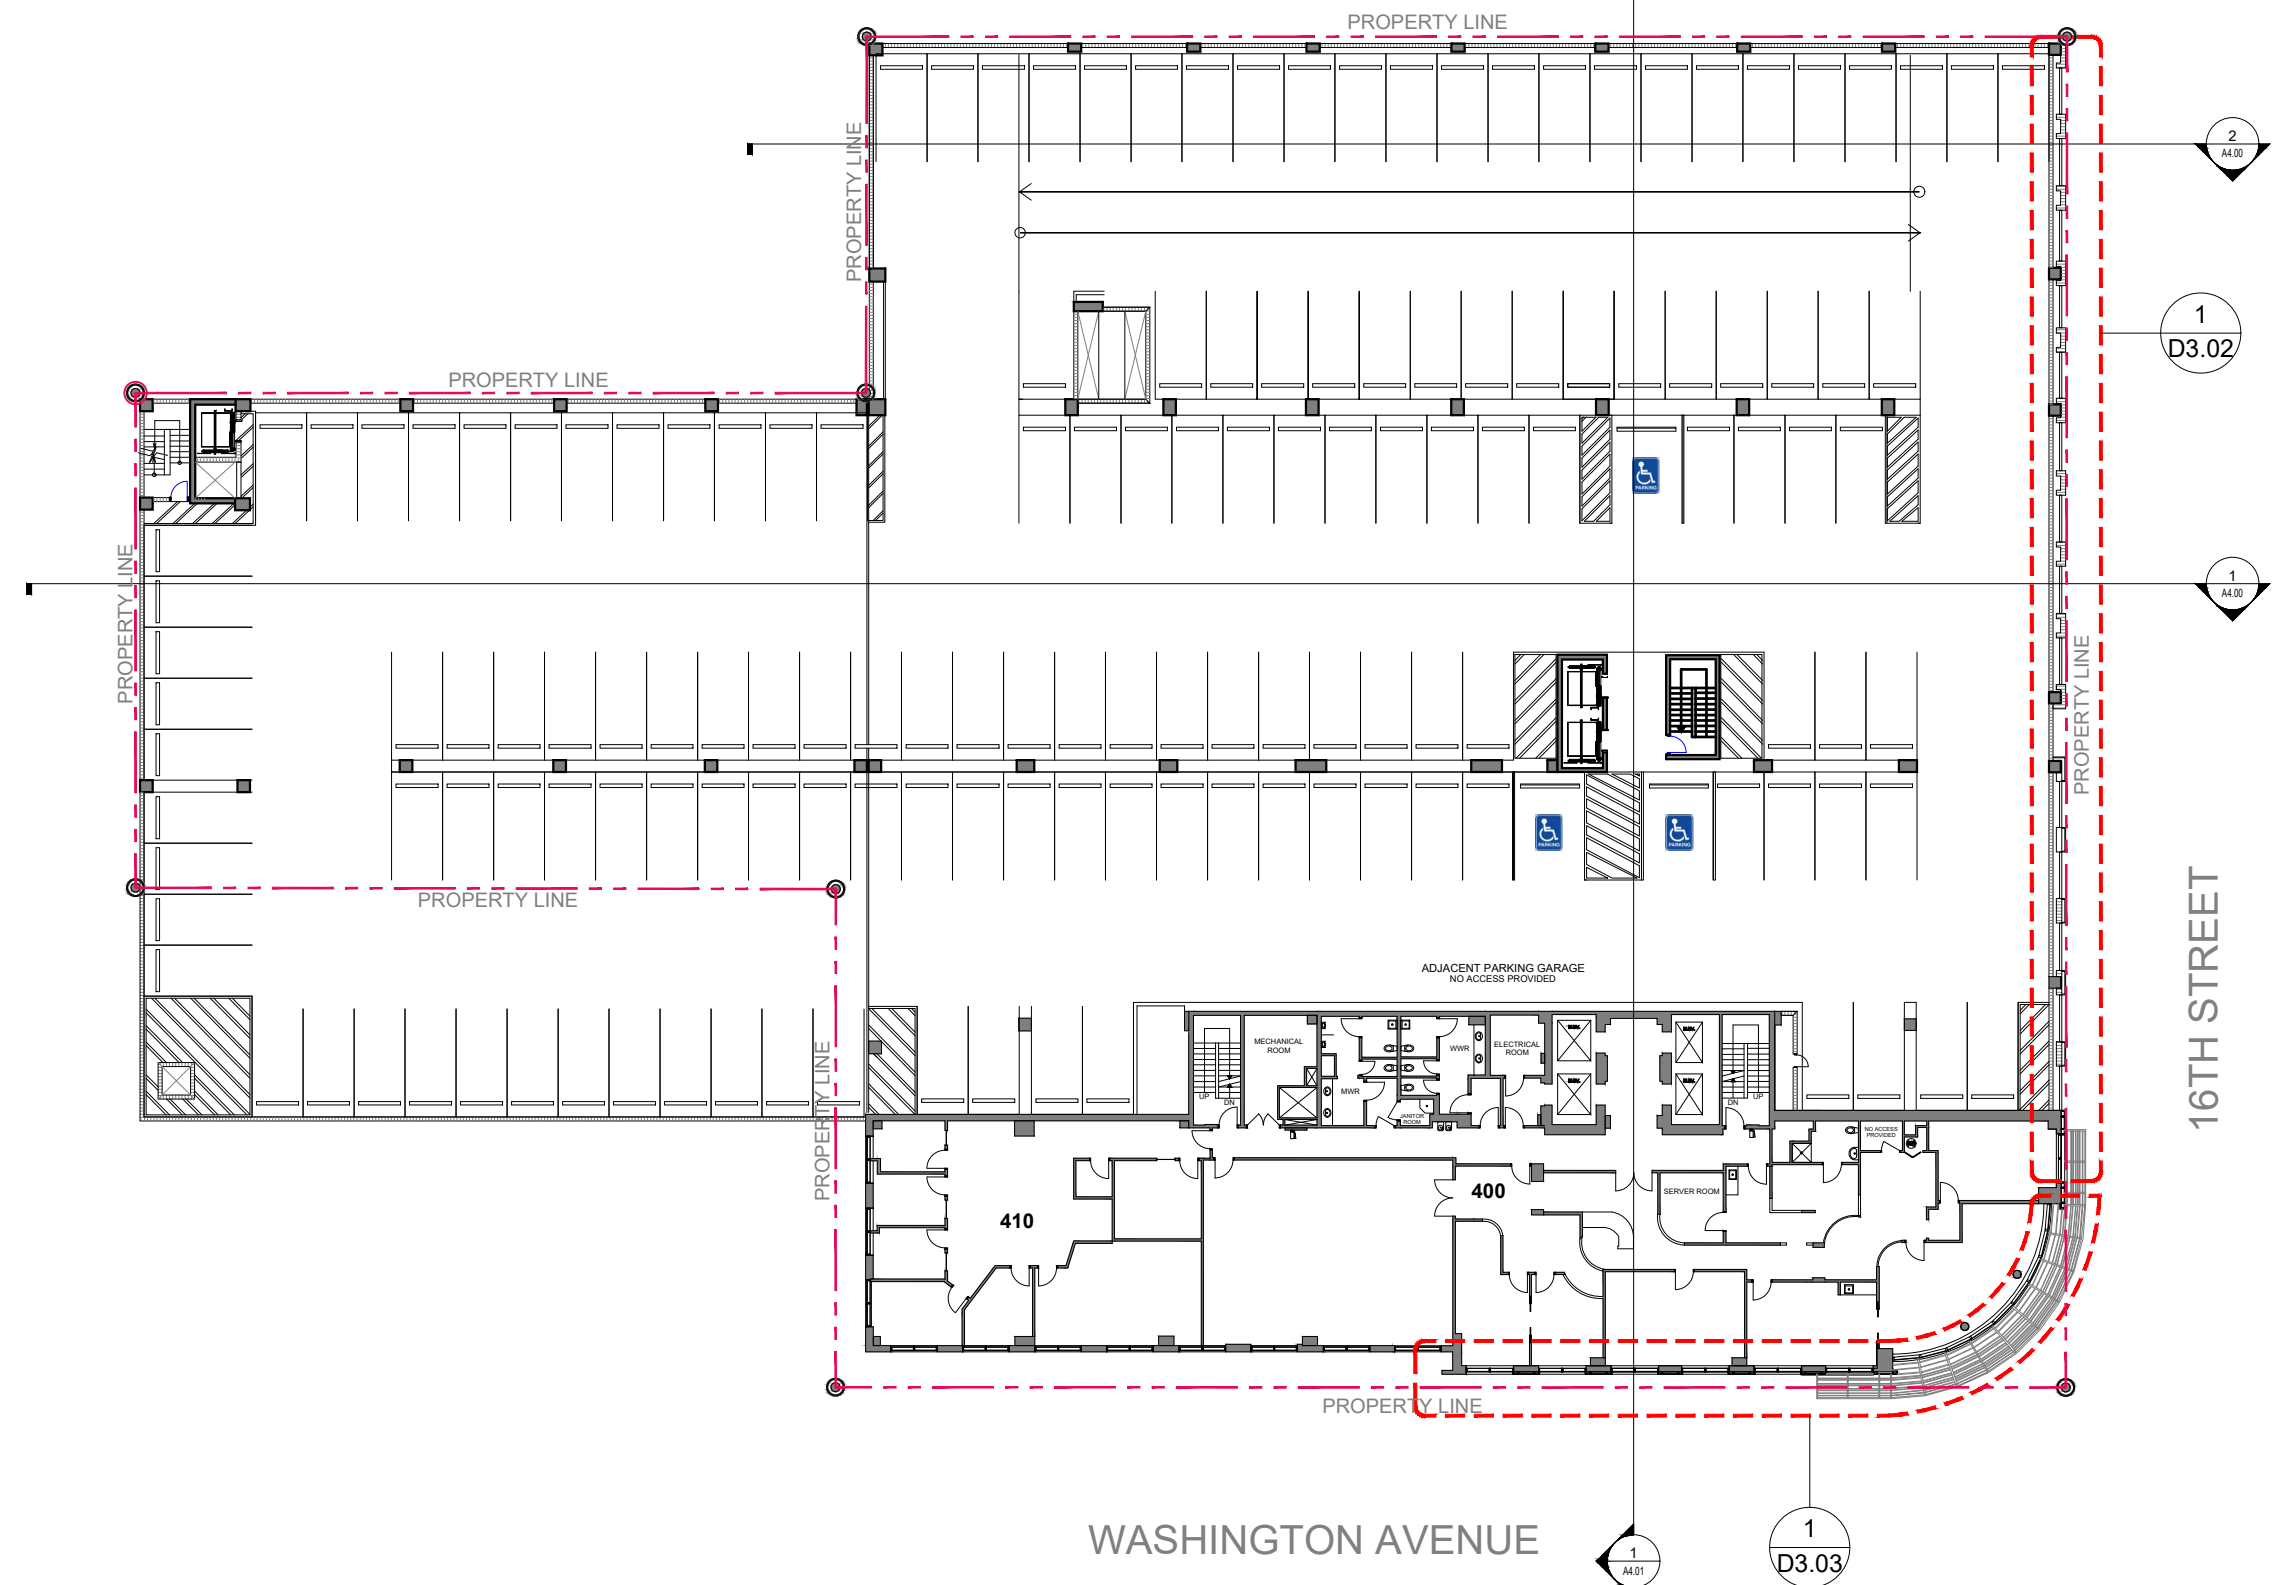 PROPERTY LINE
PROPERTY LINE
2
A4.00
1
D3.02
PROPERTY LINE
PARKING
PROPERTY LINE
1
A4.00
PROPERTY LINE
PARKING
PARKING
PROPERTY LINE
16TH STREET
ADJACENT PARKING GARAGE
NO ACCESS PROVIDED
MECHANICAL
ROOM
WWR
ELECTRICAL
ROOM
MWR
UP
DN
JANITOR
ROOM
DN
UP
PROPERTY LINE
NO ACCESS
PROVIDED
SERVER ROOM
400
410
PROPERTY LINE
WASHINGTON AVENUE
1
A4.01
1
D3.03